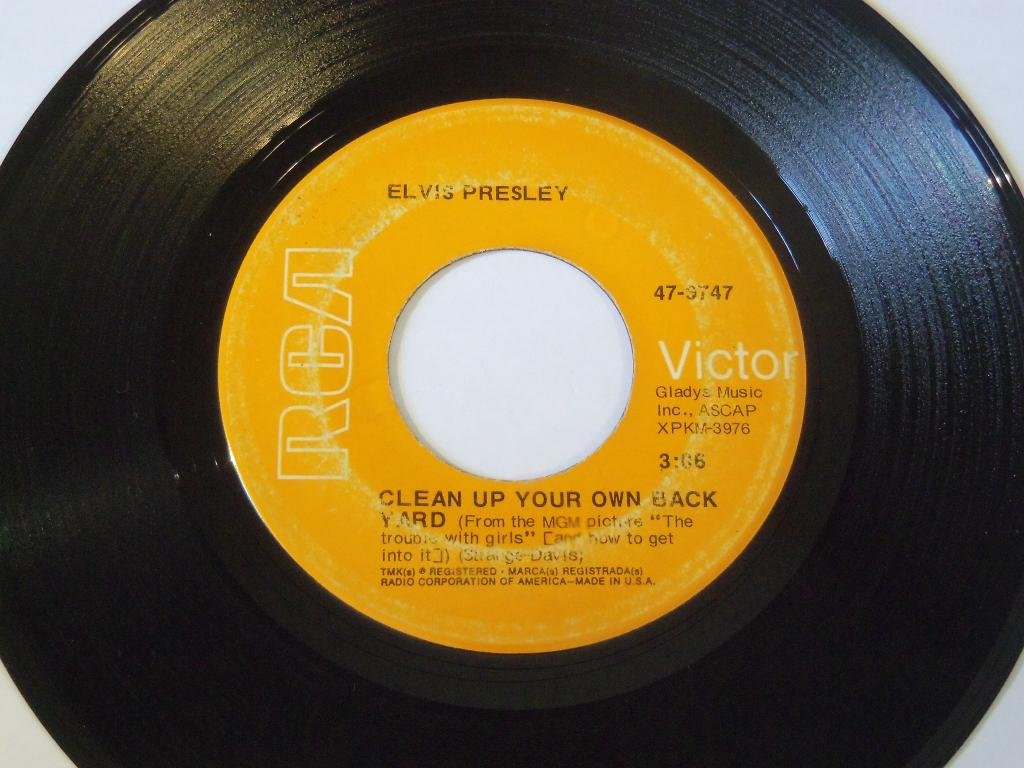 ELVIS PRESLEY
RCA
47-9747
Victor
Gladys Music
Inc., ASCAP
XPKM-3976
3:06
CLEAN UP YOUR OWN BACK
YARD (From the MGM picture “The
trouble with girls” [and how to get
into it]) (Strange-Davis)
TMK(s) ® REGISTERED • MARCA(s) REGISTRADA(s)
RADIO CORPORATION OF AMERICA—MADE IN U.S.A.